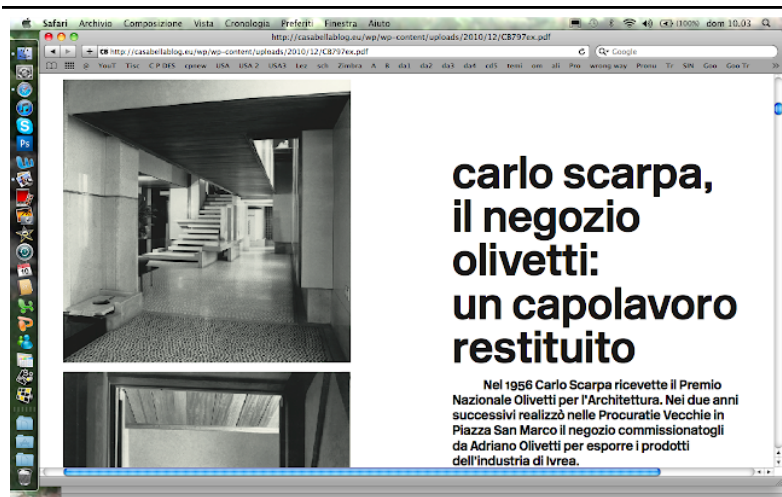 Safari Archivio Composizione Vista Cronologia Preferiti Finestra Aiuto (100%) dom 10.03
http://casabellablog.eu/wp/wp-content/uploads/2010/12/CB797ex.pdf
CB http://casabellablog.eu/wp/wp-content/uploads/2010/12/CB797ex.pdf Google
YouT Tisc C P DES cpnew USA USA 2 USA3 Lez sch Zimbra A B da1 da2 da3 da4 cd5 temi om ali Pro wrong way Pronu Tr SIN Goo Goo Tr
carlo scarpa,
il negozio
olivetti:
un capolavoro
restituito
Nel 1956 Carlo Scarpa ricevette il Premio
Nazionale Olivetti per l'Architettura. Nei due anni
successivi realizzò nelle Procuratie Vecchie in
Piazza San Marco il negozio commissionatogli
da Adriano Olivetti per esporre i prodotti
dell'industria di Ivrea.
Ps